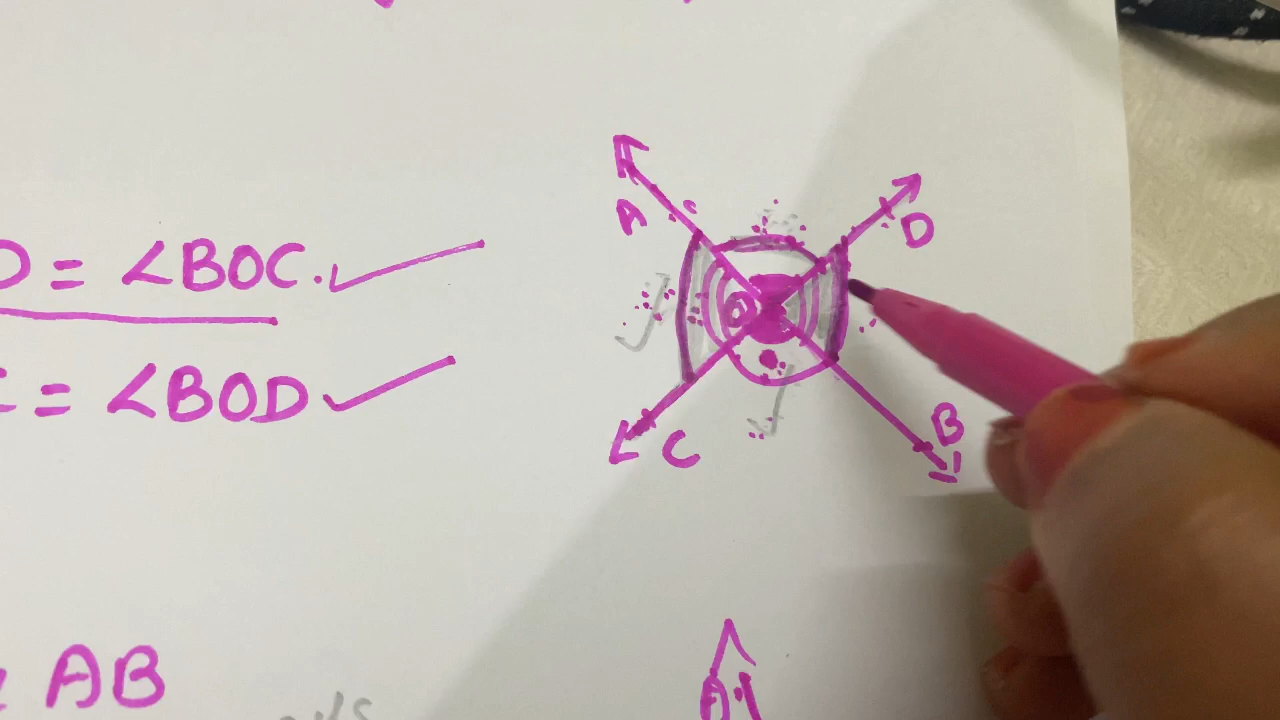 A
D
O = ∠BOC.
O
= ∠BOD
C
B
AB
A